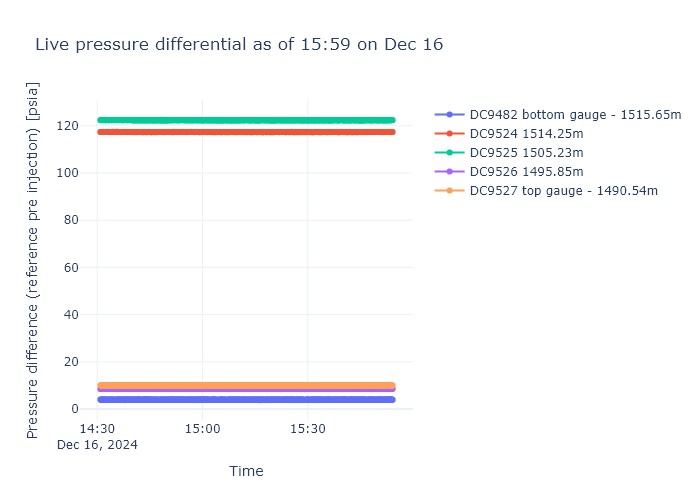 Live pressure differential as of 15:59 on Dec 16
Pressure difference (reference pre injection) [psia]
120
100
80
60
40
20
0
14:30
Dec 16, 2024
15:00
15:30
Time
DC9482 bottom gauge - 1515.65m
DC9524 1514.25m
DC9525 1505.23m
DC9526 1495.85m
DC9527 top gauge - 1490.54m